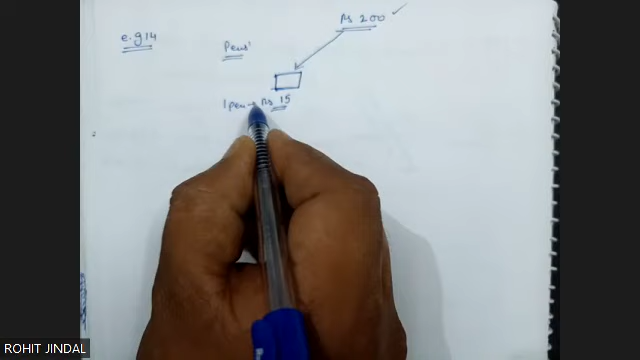 Rs 200 ✓
e.g 14
Pens'
1 pen → Rs 15
ROHIT JINDAL